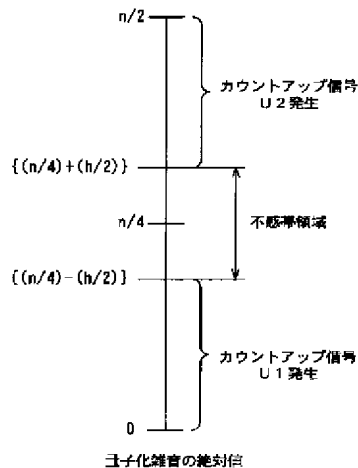 n/2
カウントアップ信号
U2発生
{(n/4)+(h/2)}
n/4
不感帯領域
{(n/4)-(h/2)}
カウントアップ信号
U1発生
0
量子化雑音の絶対値